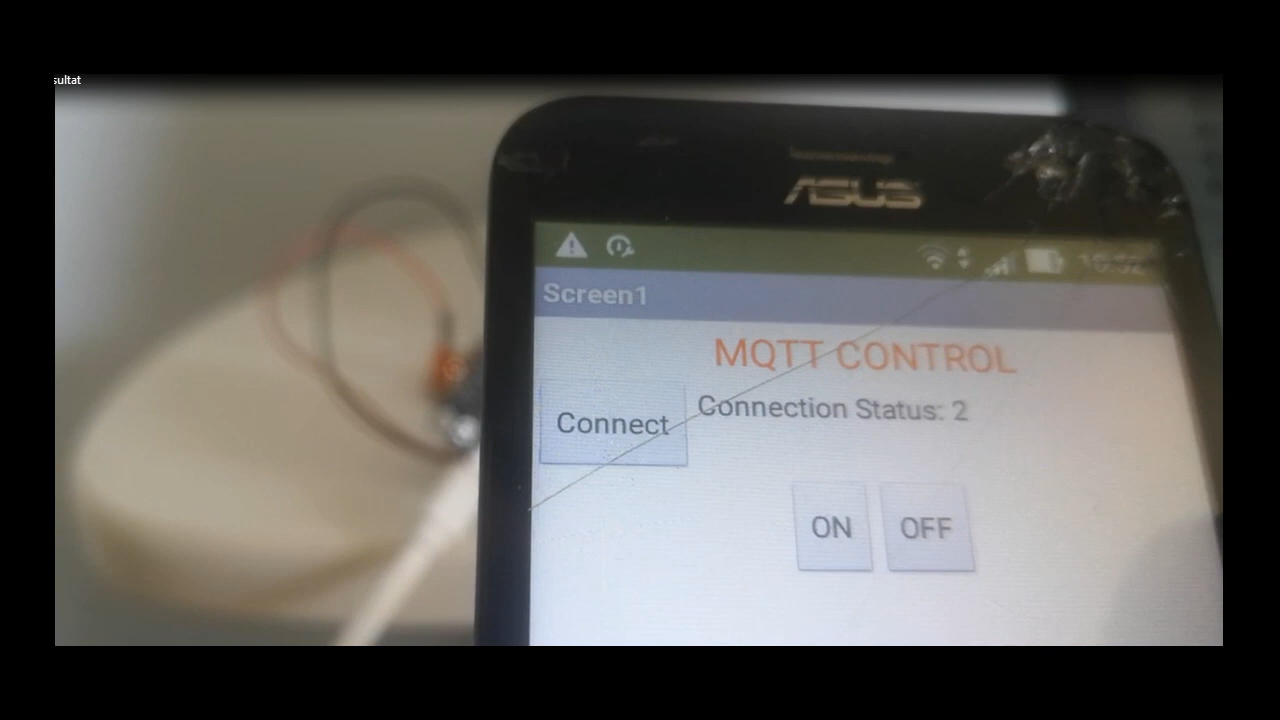 sultat
ASUS
Screen1
MQTT CONTROL
Connect
Connection Status: 2
ON OFF